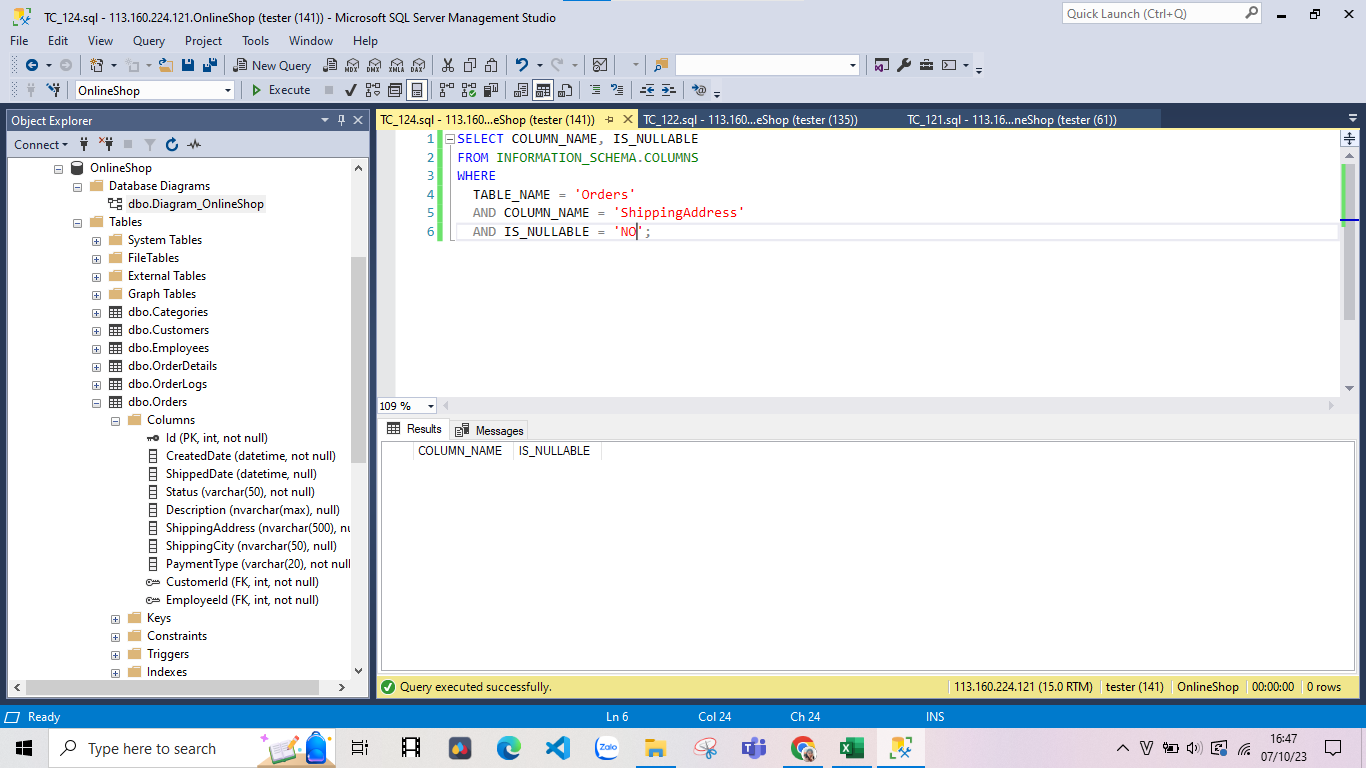 TC_124.sql - 113.160.224.121.OnlineShop (tester (141)) - Microsoft SQL Server Management Studio
Quick Launch (Ctrl+Q)
File Edit View Query Project Tools Window Help
New Query MDX DMX XMLA DAX
OnlineShop Execute
Object Explorer
Connect
OnlineShop
Database Diagrams
dbo.Diagram_OnlineShop
Tables
System Tables
FileTables
External Tables
Graph Tables
dbo.Categories
dbo.Customers
dbo.Employees
dbo.OrderDetails
dbo.OrderLogs
dbo.Orders
Columns
Id (PK, int, not null)
CreatedDate (datetime, not null)
ShippedDate (datetime, null)
Status (varchar(50), not null)
Description (nvarchar(max), null)
ShippingAddress (nvarchar(500), nu
ShippingCity (nvarchar(50), null)
PaymentType (varchar(20), not null
CustomerId (FK, int, not null)
EmployeeId (FK, int, not null)
Keys
Constraints
Triggers
Indexes
TC_124.sql - 113.160...eShop (tester (141)) TC_122.sql - 113.160...eShop (tester (135)) TC_121.sql - 113.16...neShop (tester (61))
1 SELECT COLUMN_NAME, IS_NULLABLE
2 FROM INFORMATION_SCHEMA.COLUMNS
3 WHERE
4 TABLE_NAME = 'Orders'
5 AND COLUMN_NAME = 'ShippingAddress'
6 AND IS_NULLABLE = 'NO';
109 %
Results Messages
COLUMN_NAME IS_NULLABLE
Query executed successfully. 113.160.224.121 (15.0 RTM) tester (141) OnlineShop 00:00:00 0 rows
Ready Ln 6 Col 24 Ch 24 INS
Type here to search
Zalo
16:47
07/10/23